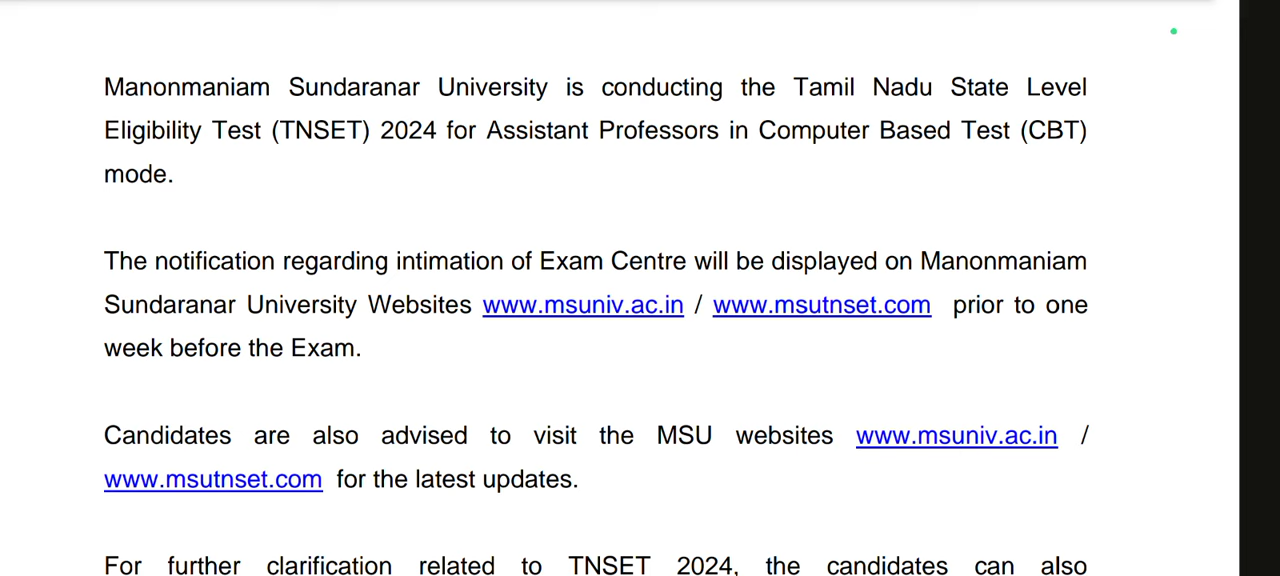 Manonmaniam Sundaranar University is conducting the Tamil Nadu State Level
Eligibility Test (TNSET) 2024 for Assistant Professors in Computer Based Test (CBT)
mode.
The notification regarding intimation of Exam Centre will be displayed on Manonmaniam
Sundaranar University Websites www.msuniv.ac.in / www.msutnset.com prior to one
week before the Exam.
Candidates are also advised to visit the MSU websites www.msuniv.ac.in /
www.msutnset.com for the latest updates.
For further clarification related to TNSET 2024, the candidates can also